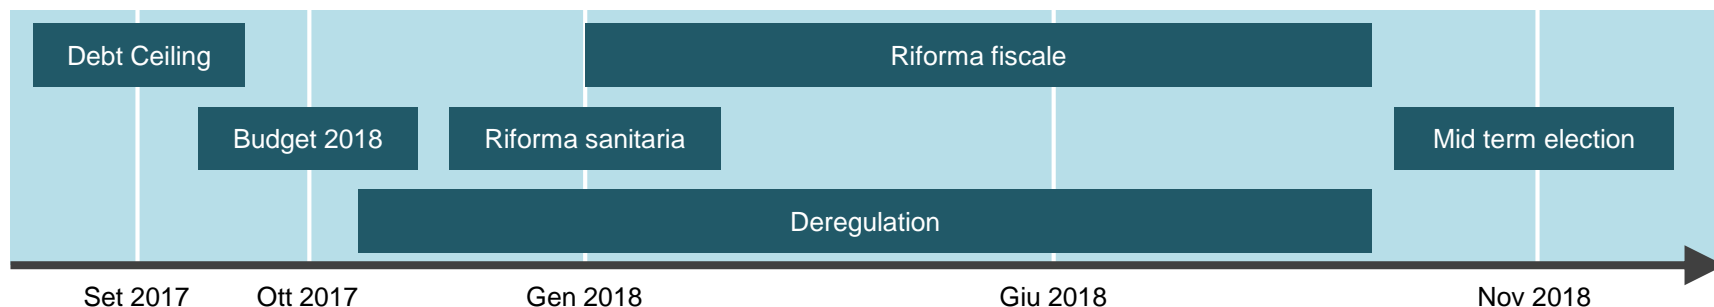 Debt Ceiling
Riforma fiscale
Budget 2018
Riforma sanitaria
Mid term election
Deregulation
Set 2017
Ott 2017
Gen 2018
Giu 2018
Nov 2018